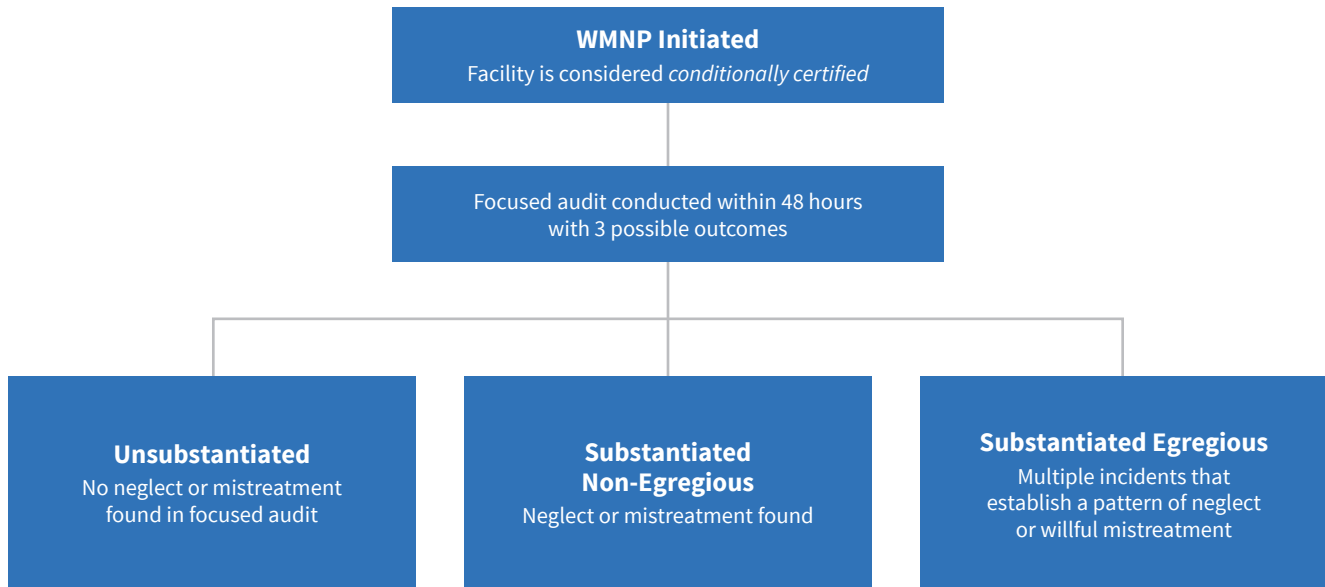 WMNP Initiated
Facility is considered conditionally certified
Focused audit conducted within 48 hours
with 3 possible outcomes
Unsubstantiated
No neglect or mistreatment
found in focused audit
Substantiated
Non-Egregious
Neglect or mistreatment found
Substantiated Egregious
Multiple incidents that
establish a pattern of neglect
or willful mistreatment